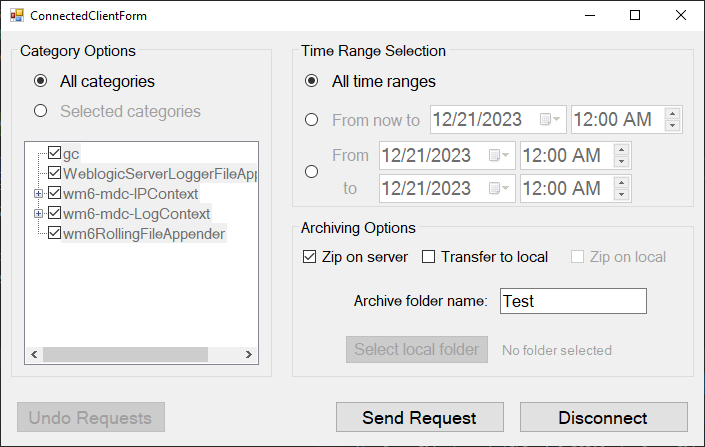 ConnectedClientForm
Category Options
All categories
Selected categories
gc
WeblogicServerLoggerFileApp
wm6-mdc-IPContext
wm6-mdc-LogContext
wm6RollingFileAppender
Time Range Selection
All time ranges
From now to 12/21/2023 12:00 AM
From 12/21/2023 12:00 AM
to 12/21/2023 12:00 AM
Archiving Options
Zip on server Transfer to local Zip on local
Archive folder name: Test
Select local folder No folder selected
Undo Requests Send Request Disconnect